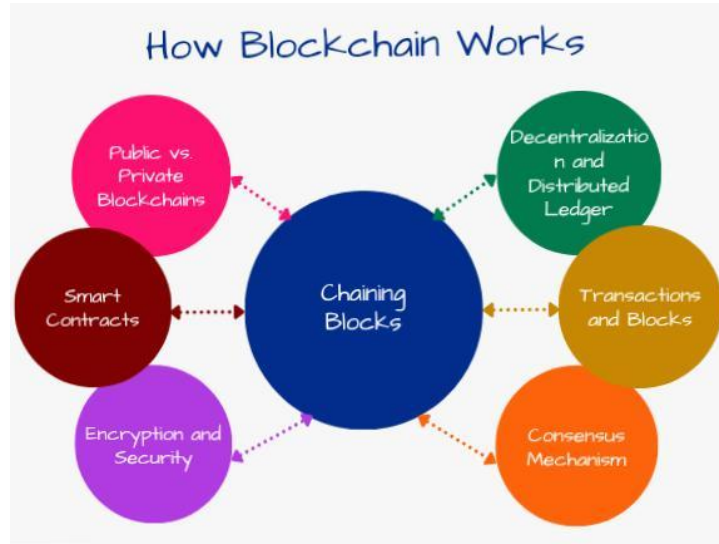 How Blockchain Works
Public vs.
Private
Blockchains
Decentralizatio
n and
Distributed
Ledger
Smart
Contracts
Chaining
Blocks
Transactions
and Blocks
Encryption and
Security
Consensus
Mechanism